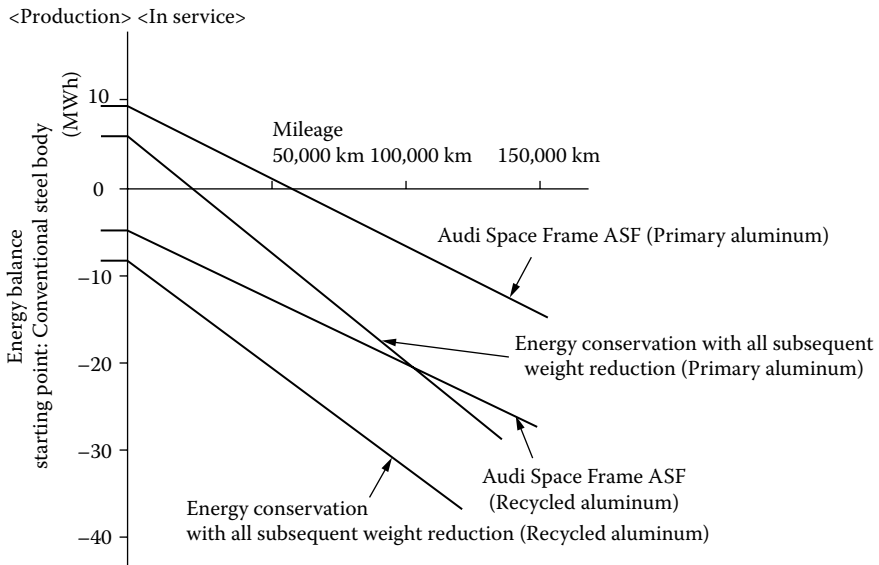 <Production> <In service>
10
0
–10
–20
–30
–40
Energy balance
starting point: Conventional steel body
(MWh)
Mileage
50,000 km 100,000 km 150,000 km
Audi Space Frame ASF (Primary aluminum)
Energy conservation with all subsequent
weight reduction (Primary aluminum)
Audi Space Frame ASF
(Recycled aluminum)
Energy conservation
with all subsequent weight reduction (Recycled aluminum)